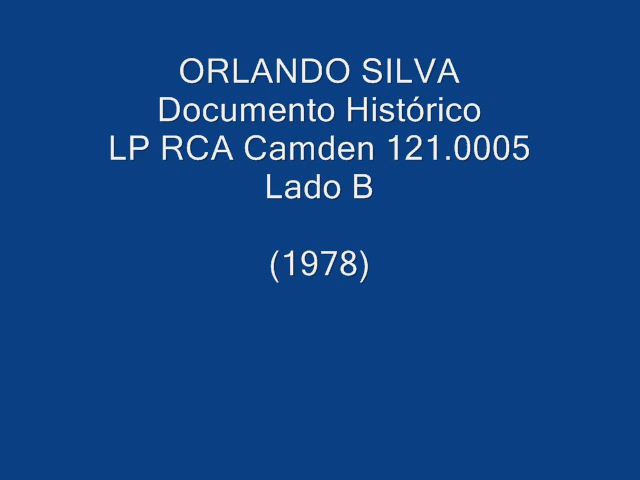 ORLANDO SILVA
Documento Histórico
LP RCA Camden 121.0005
Lado B
(1978)